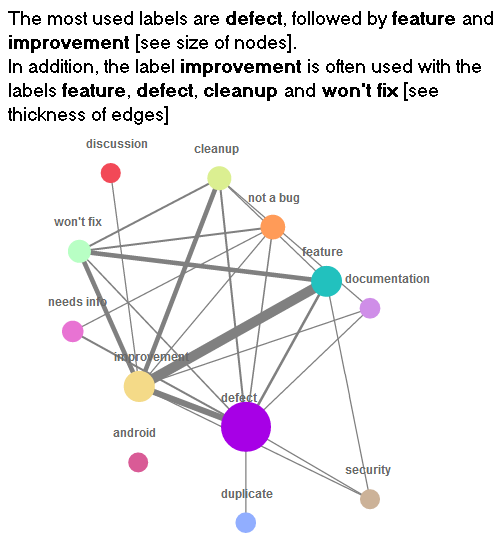 The most used labels are defect, followed by feature and
improvement [see size of nodes].
In addition, the label improvement is often used with the
labels feature, defect, cleanup and won't fix [see
thickness of edges]
discussion
cleanup
not a bug
won't fix
feature
documentation
needs info
improvement
defect
android
security
duplicate